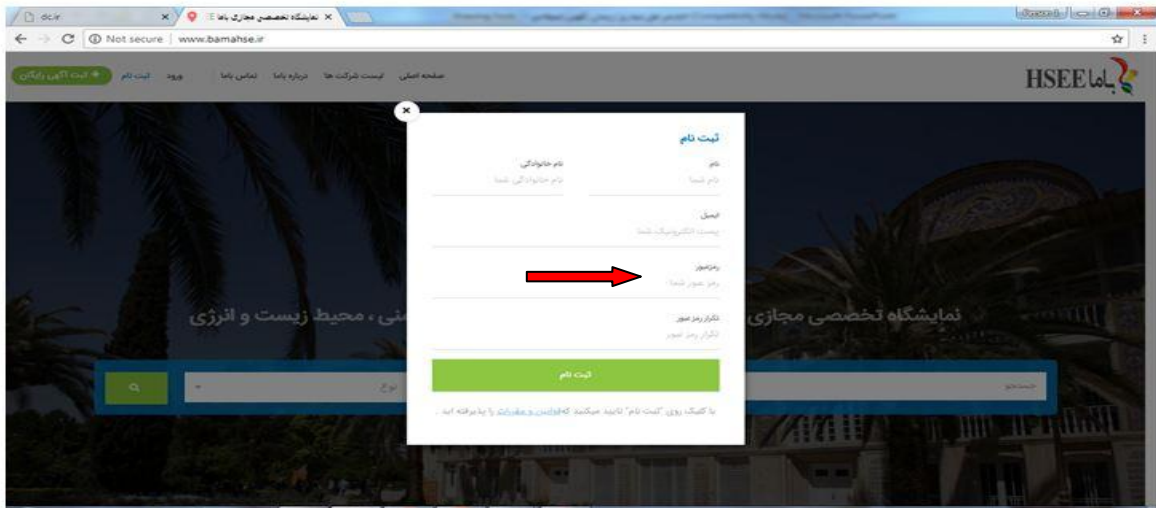 dc.ir
نمایشگاه تخصصی مجازی باما
Not secure | www.bamahse.ir
HSEE باما
صفحه اصلی لیست شرکت ها درباره باما تماس باما ورود ثبت نام + ثبت آگهی رایگان
ثبت نام
نام نام خانوادگی
نام شما نام خانوادگی شما
ایمیل
پست الکترونیک شما
رمزعبور
رمز عبور شما
تکرار رمز عبور
تکرار رمز عبور
ثبت نام
با کلیک روی "ثبت نام" تایید میکنید که قوانین و مقررات را پذیرفته اید .
نمایشگاه تخصصی مجازی منی ، محیط زیست و انرژی
جستجو نوع